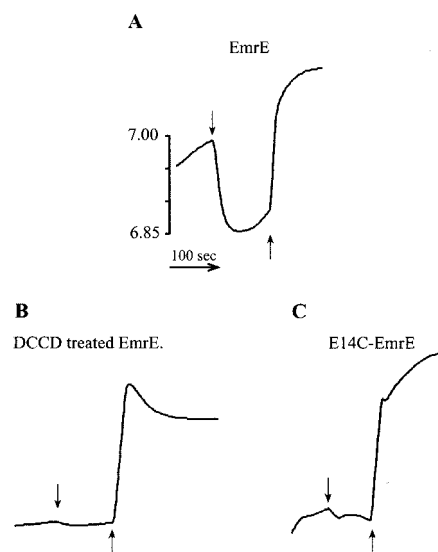 A
EmrE
7.00
6.85
100 sec
B
DCCD treated EmrE.
C
E14C-EmrE